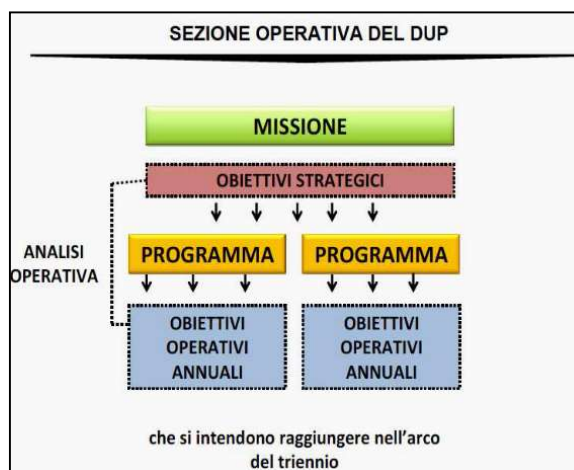 SEZIONE OPERATIVA DEL DUP
MISSIONE
OBIETTIVI STRATEGICI
ANALISI
OPERATIVA
PROGRAMMA
PROGRAMMA
OBIETTIVI
OPERATIVI
ANNUALI
OBIETTIVI
OPERATIVI
ANNUALI
che si intendono raggiungere nell'arco
del triennio